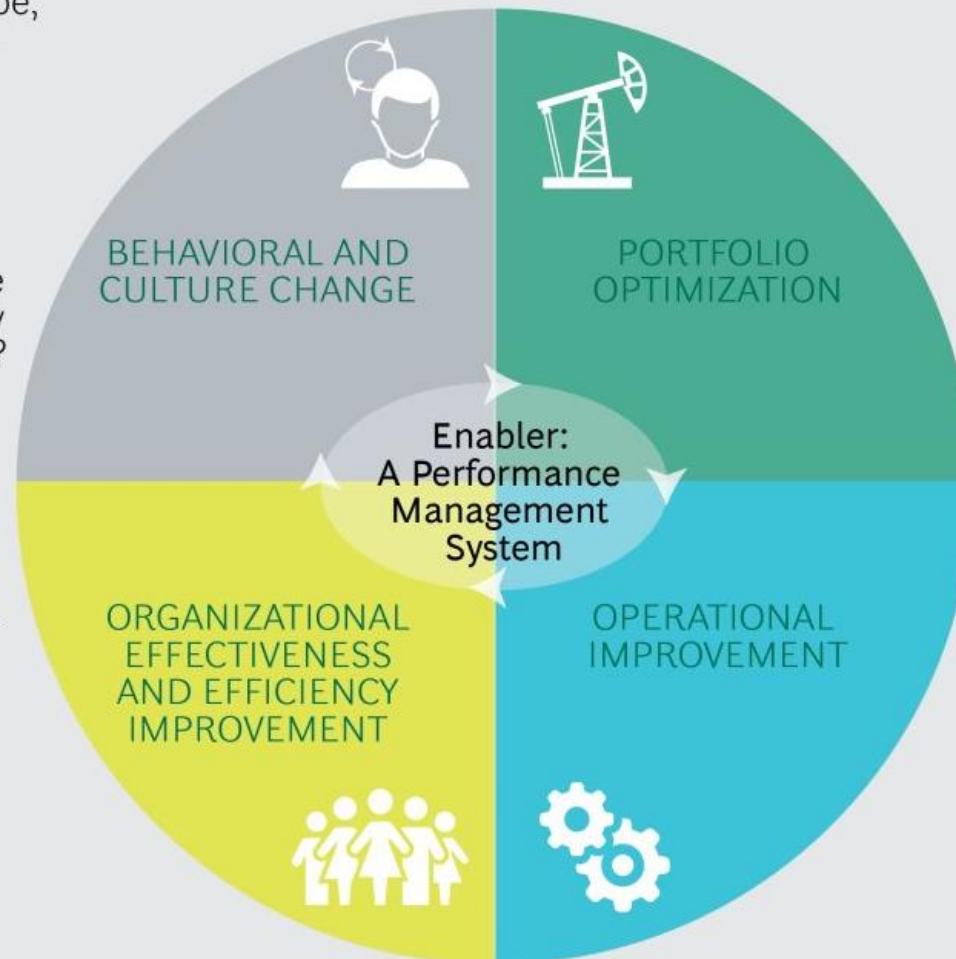 BEHAVIORAL AND
CULTURE CHANGE
PORTFOLIO
OPTIMIZATION
Enabler:
A Performance
Management
System
ORGANIZATIONAL
EFFECTIVENESS
AND EFFICIENCY
IMPROVEMENT
OPERATIONAL
IMPROVEMENT